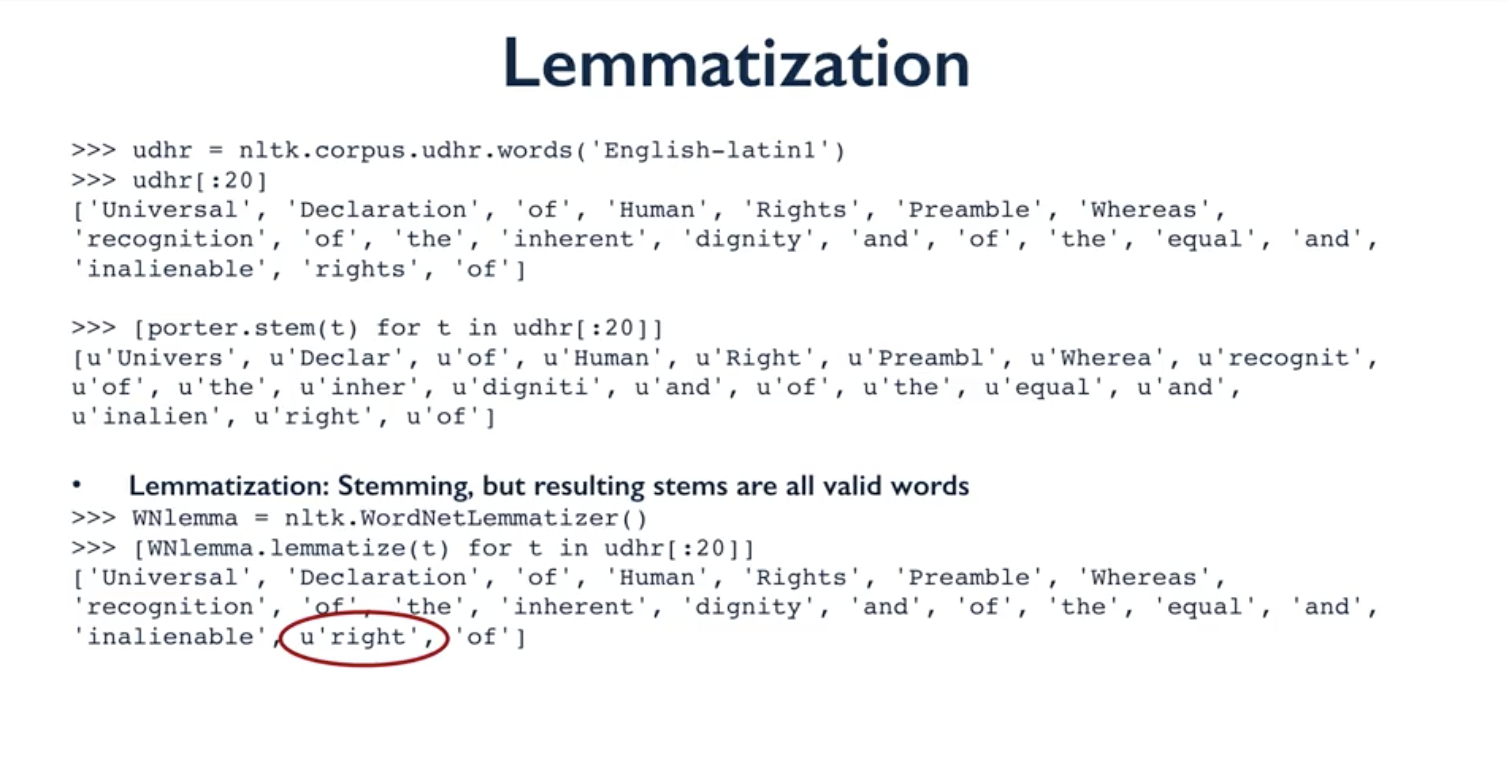 Lemmatization
>>> udhr = nltk.corpus.udhr.words('English-latin1')
>>> udhr[:20]
['Universal', 'Declaration', 'of', 'Human', 'Rights', 'Preamble', 'Whereas',
'recognition', 'of', 'the', 'inherent', 'dignity', 'and', 'of', 'the', 'equal', 'and',
'inalienable', 'rights', 'of']
>>> [porter.stem(t) for t in udhr[:20]]
[u'Univers', u'Declar', u'of', u'Human', u'Right', u'Preambl', u'Wherea', u'recognit',
u'of', u'the', u'inher', u'digniti', u'and', u'of', u'the', u'equal', u'and',
u'inalien', u'right', u'of']
• Lemmatization: Stemming, but resulting stems are all valid words
>>> WNlemma = nltk.WordNetLemmatizer()
>>> [WNlemma.lemmatize(t) for t in udhr[:20]]
['Universal', 'Declaration', 'of', 'Human', 'Rights', 'Preamble', 'Whereas',
'recognition', 'of', 'the', 'inherent', 'dignity', 'and', 'of', 'the', 'equal', 'and',
'inalienable', u'right', 'of']